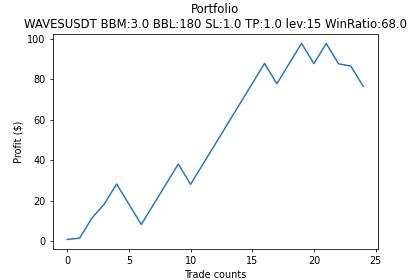 Portfolio
WAVESUSDT BBM:3.0 BBL:180 SL:1.0 TP:1.0 lev:15 WinRatio:68.0
100
80
60
40
20
0
Profit ($)
0 5 10 15 20 25
Trade counts